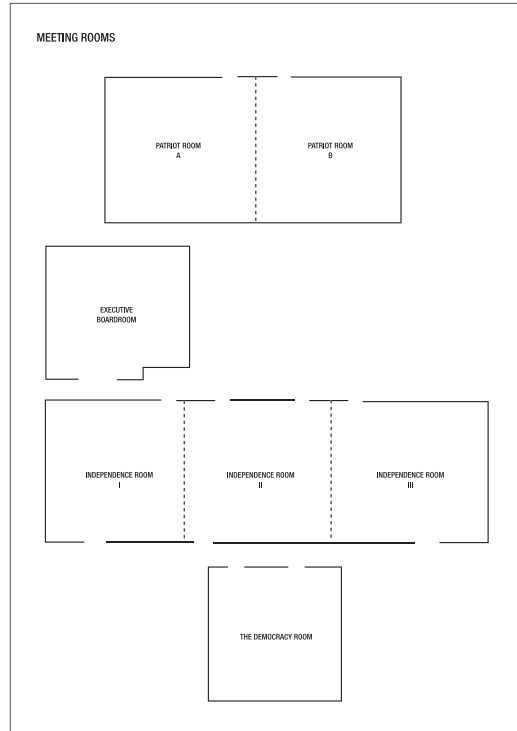 MEETING ROOMS
PATRIOT ROOM
A
PATRIOT ROOM
B
EXECUTIVE
BOARDROOM
INDEPENDENCE ROOM
I
INDEPENDENCE ROOM
II
INDEPENDENCE ROOM
III
THE DEMOCRACY ROOM